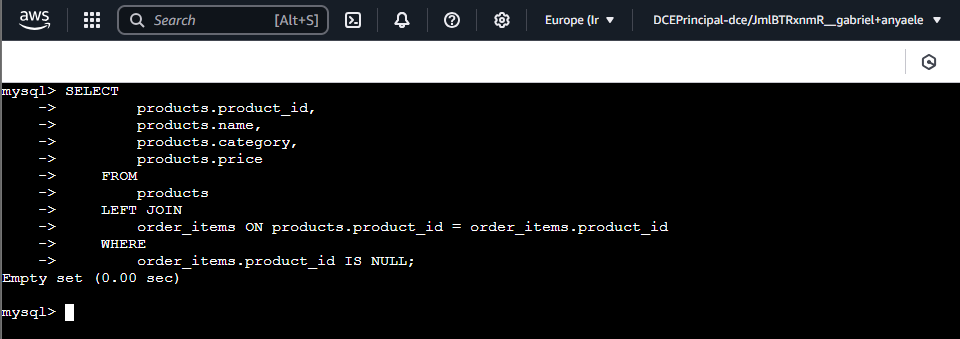 aws Search [Alt+S] Europe (Ir DCEPrincipal-dce/JmlBTRxnmR__gabriel+anyaele
mysql> SELECT
    ->         products.product_id,
    ->         products.name,
    ->         products.category,
    ->         products.price
    ->     FROM
    ->         products
    ->     LEFT JOIN
    ->         order_items ON products.product_id = order_items.product_id
    ->     WHERE
    ->         order_items.product_id IS NULL;
Empty set (0.00 sec)
mysql>